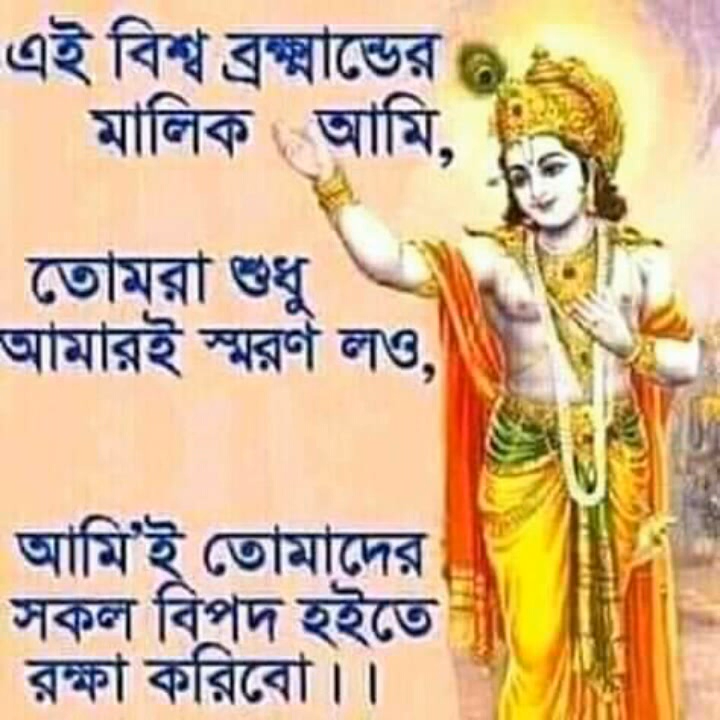 এই বিশ্ব ব্রহ্মান্ডের
মালিক আমি,
তোমরা শুধু
আমারই স্মরণ লও,
আমি'ই তোমাদের
সকল বিপদ হইতে
রক্ষা করিবো।।